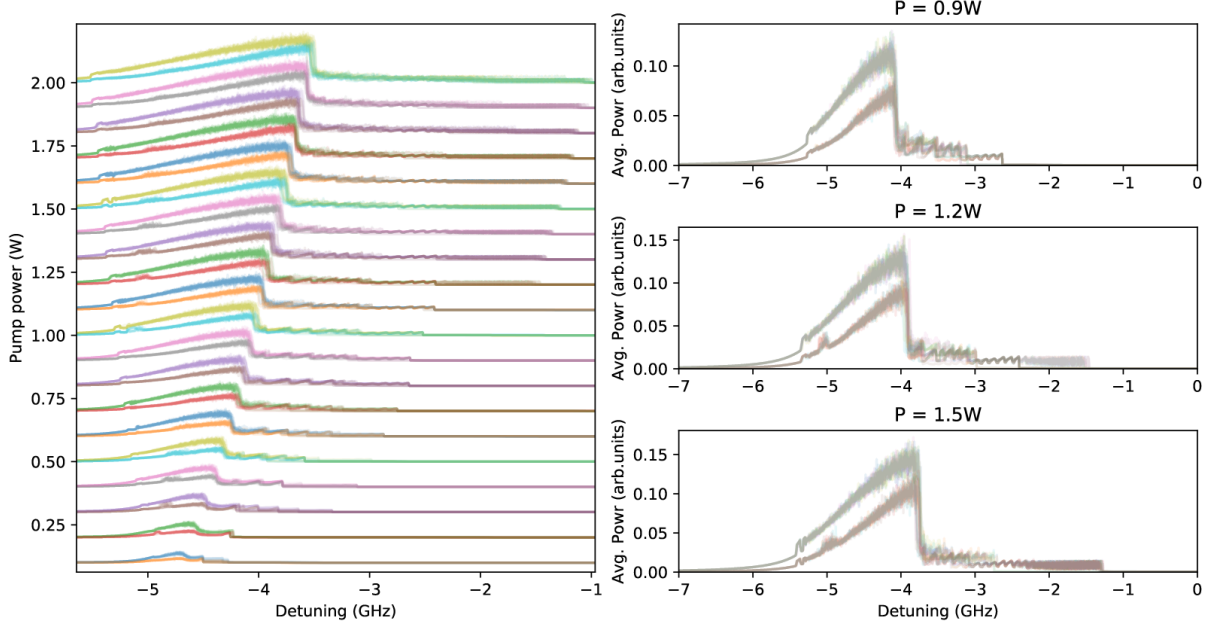 Pump power (W)
2.00
1.75
1.50
1.25
1.00
0.75
0.50
0.25
−5 −4 −3 −2 −1
Detuning (GHz)
P = 0.9W
Avg. Powr (arb.units)
0.10
0.05
0.00
−7 −6 −5 −4 −3 −2 −1 0
P = 1.2W
Avg. Powr (arb.units)
0.15
0.10
0.05
0.00
−7 −6 −5 −4 −3 −2 −1 0
P = 1.5W
Avg. Powr (arb.units)
0.15
0.10
0.05
0.00
−7 −6 −5 −4 −3 −2 −1 0
Detuning (GHz)